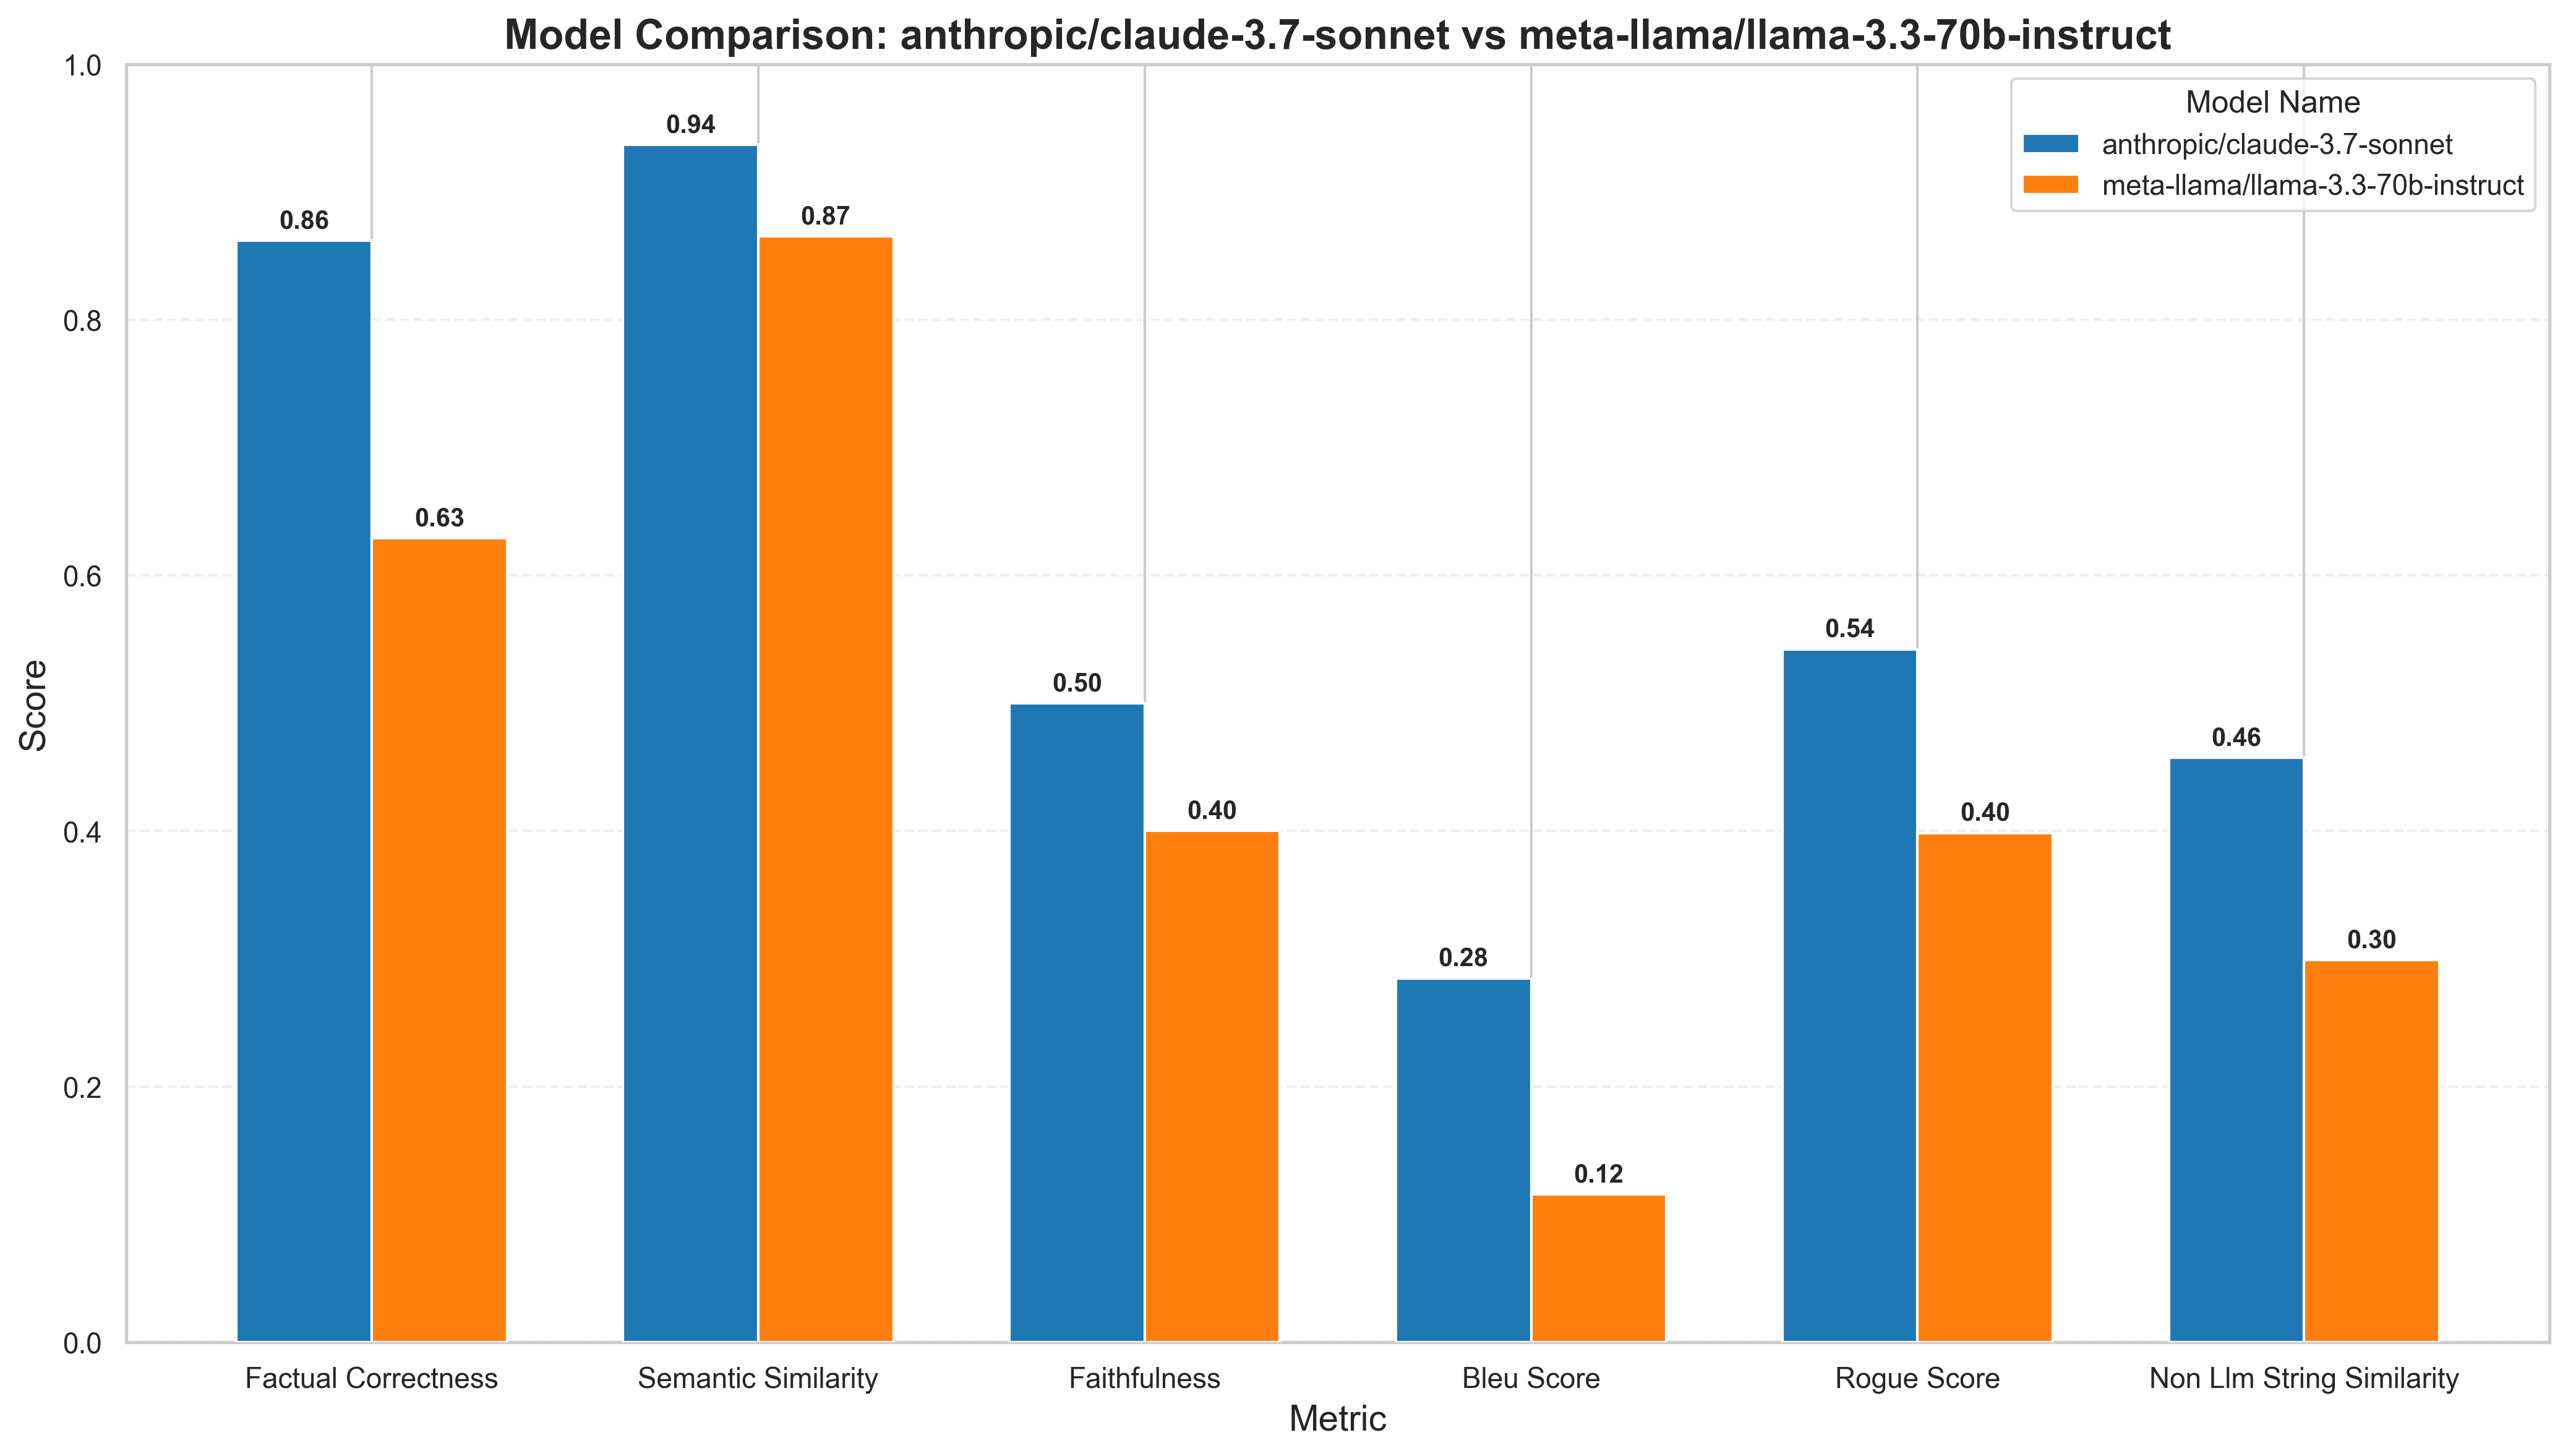 Model Comparison: anthropic/claude-3.7-sonnet vs meta-llama/llama-3.3-70b-instruct
Model Name
anthropic/claude-3.7-sonnet
meta-llama/llama-3.3-70b-instruct
Score
1.0
0.8
0.6
0.4
0.2
0.0
0.86
0.63
0.94
0.87
0.50
0.40
0.28
0.12
0.54
0.40
0.46
0.30
Factual Correctness
Semantic Similarity
Faithfulness
Bleu Score
Rogue Score
Non Llm String Similarity
Metric